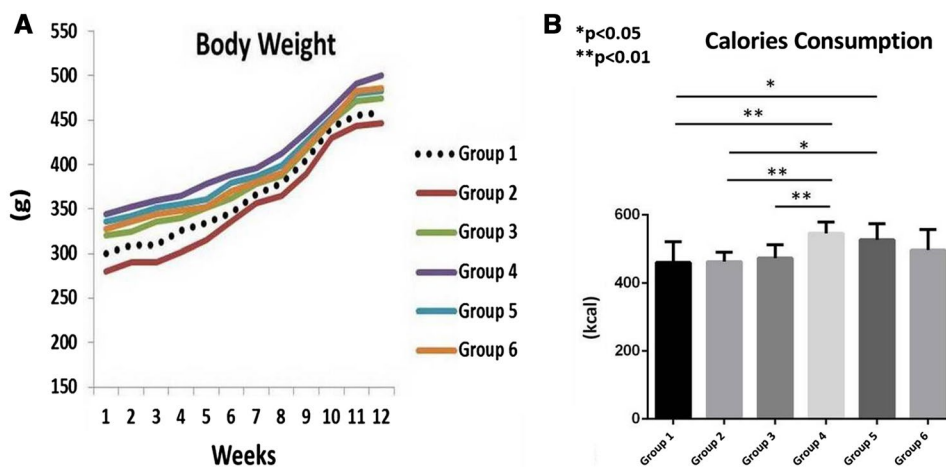 A
Body Weight
550
500
450
400
350
300
250
200
150
(g)
1 2 3 4 5 6 7 8 9 10 11 12
Weeks
Group 1
Group 2
Group 3
Group 4
Group 5
Group 6
B
*p<0.05
**p<0.01
Calories Consumption
*
**
*
**
**
600
400
200
0
(kcal)
Group 1
Group 2
Group 3
Group 4
Group 5
Group 6